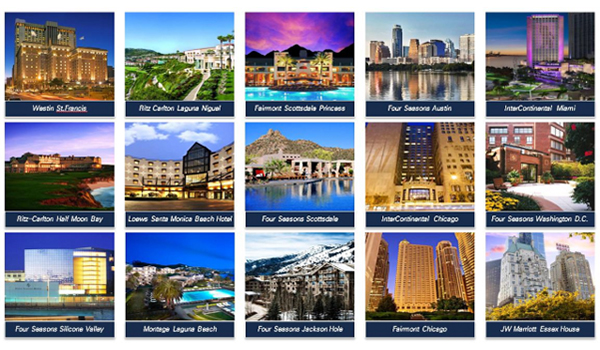 Westin St.Francis
Ritz Carlton Laguna Niguel
Fairmont Scottsdale Princess
Four Seasons Austin
InterContinental Miami
Ritz-Carlton Half Moon Bay
Loews Santa Monica Beach Hotel
Four Seasons Scottsdale
InterContinental Chicago
Four Seasons Washington D.C.
Four Seasons Silicone Valley
Montage Laguna Beach
Four Seasons Jackson Hole
Fairmont Chicago
JW Marriott Essex House